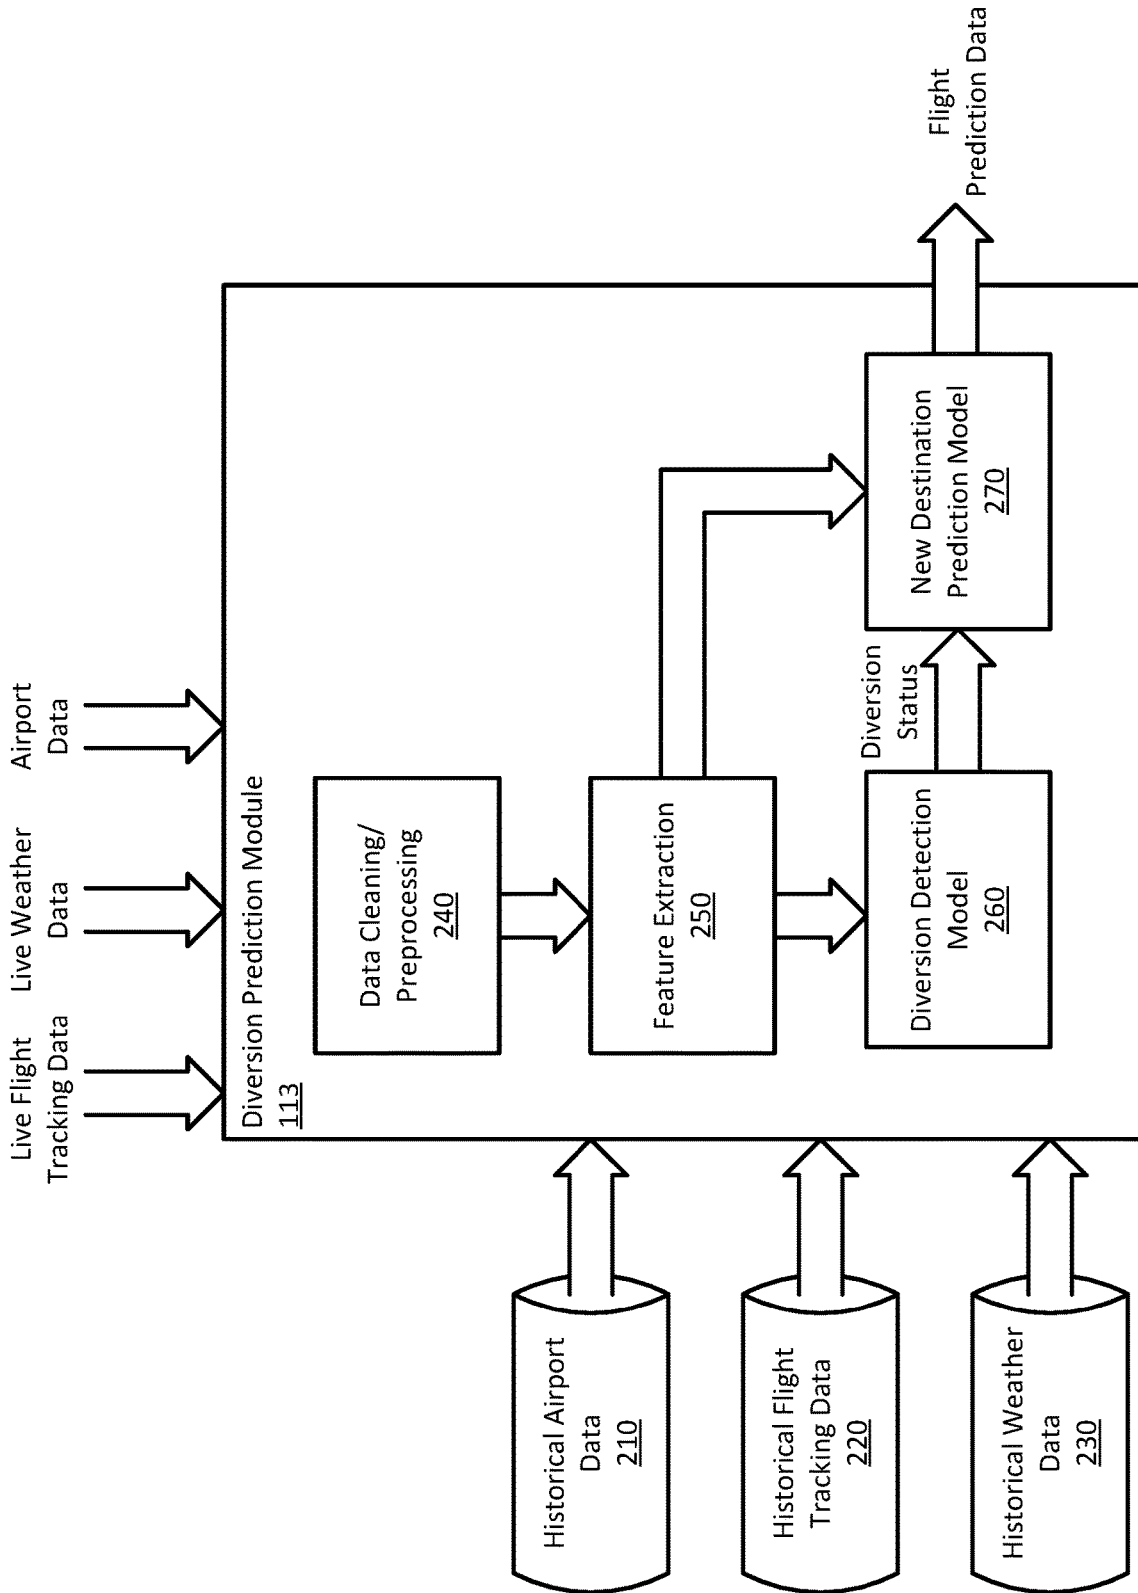 Live Flight
Tracking Data
Live Weather
Data
Airport
Data
Diversion Prediction Module
113
Historical Airport
Data
210
Historical Flight
Tracking Data
220
Historical Weather
Data
230
Data Cleaning/
Preprocessing
240
Feature Extraction
250
Diversion Detection
Model
260
Diversion
Status
New Destination
Prediction Model
270
Flight
Prediction Data